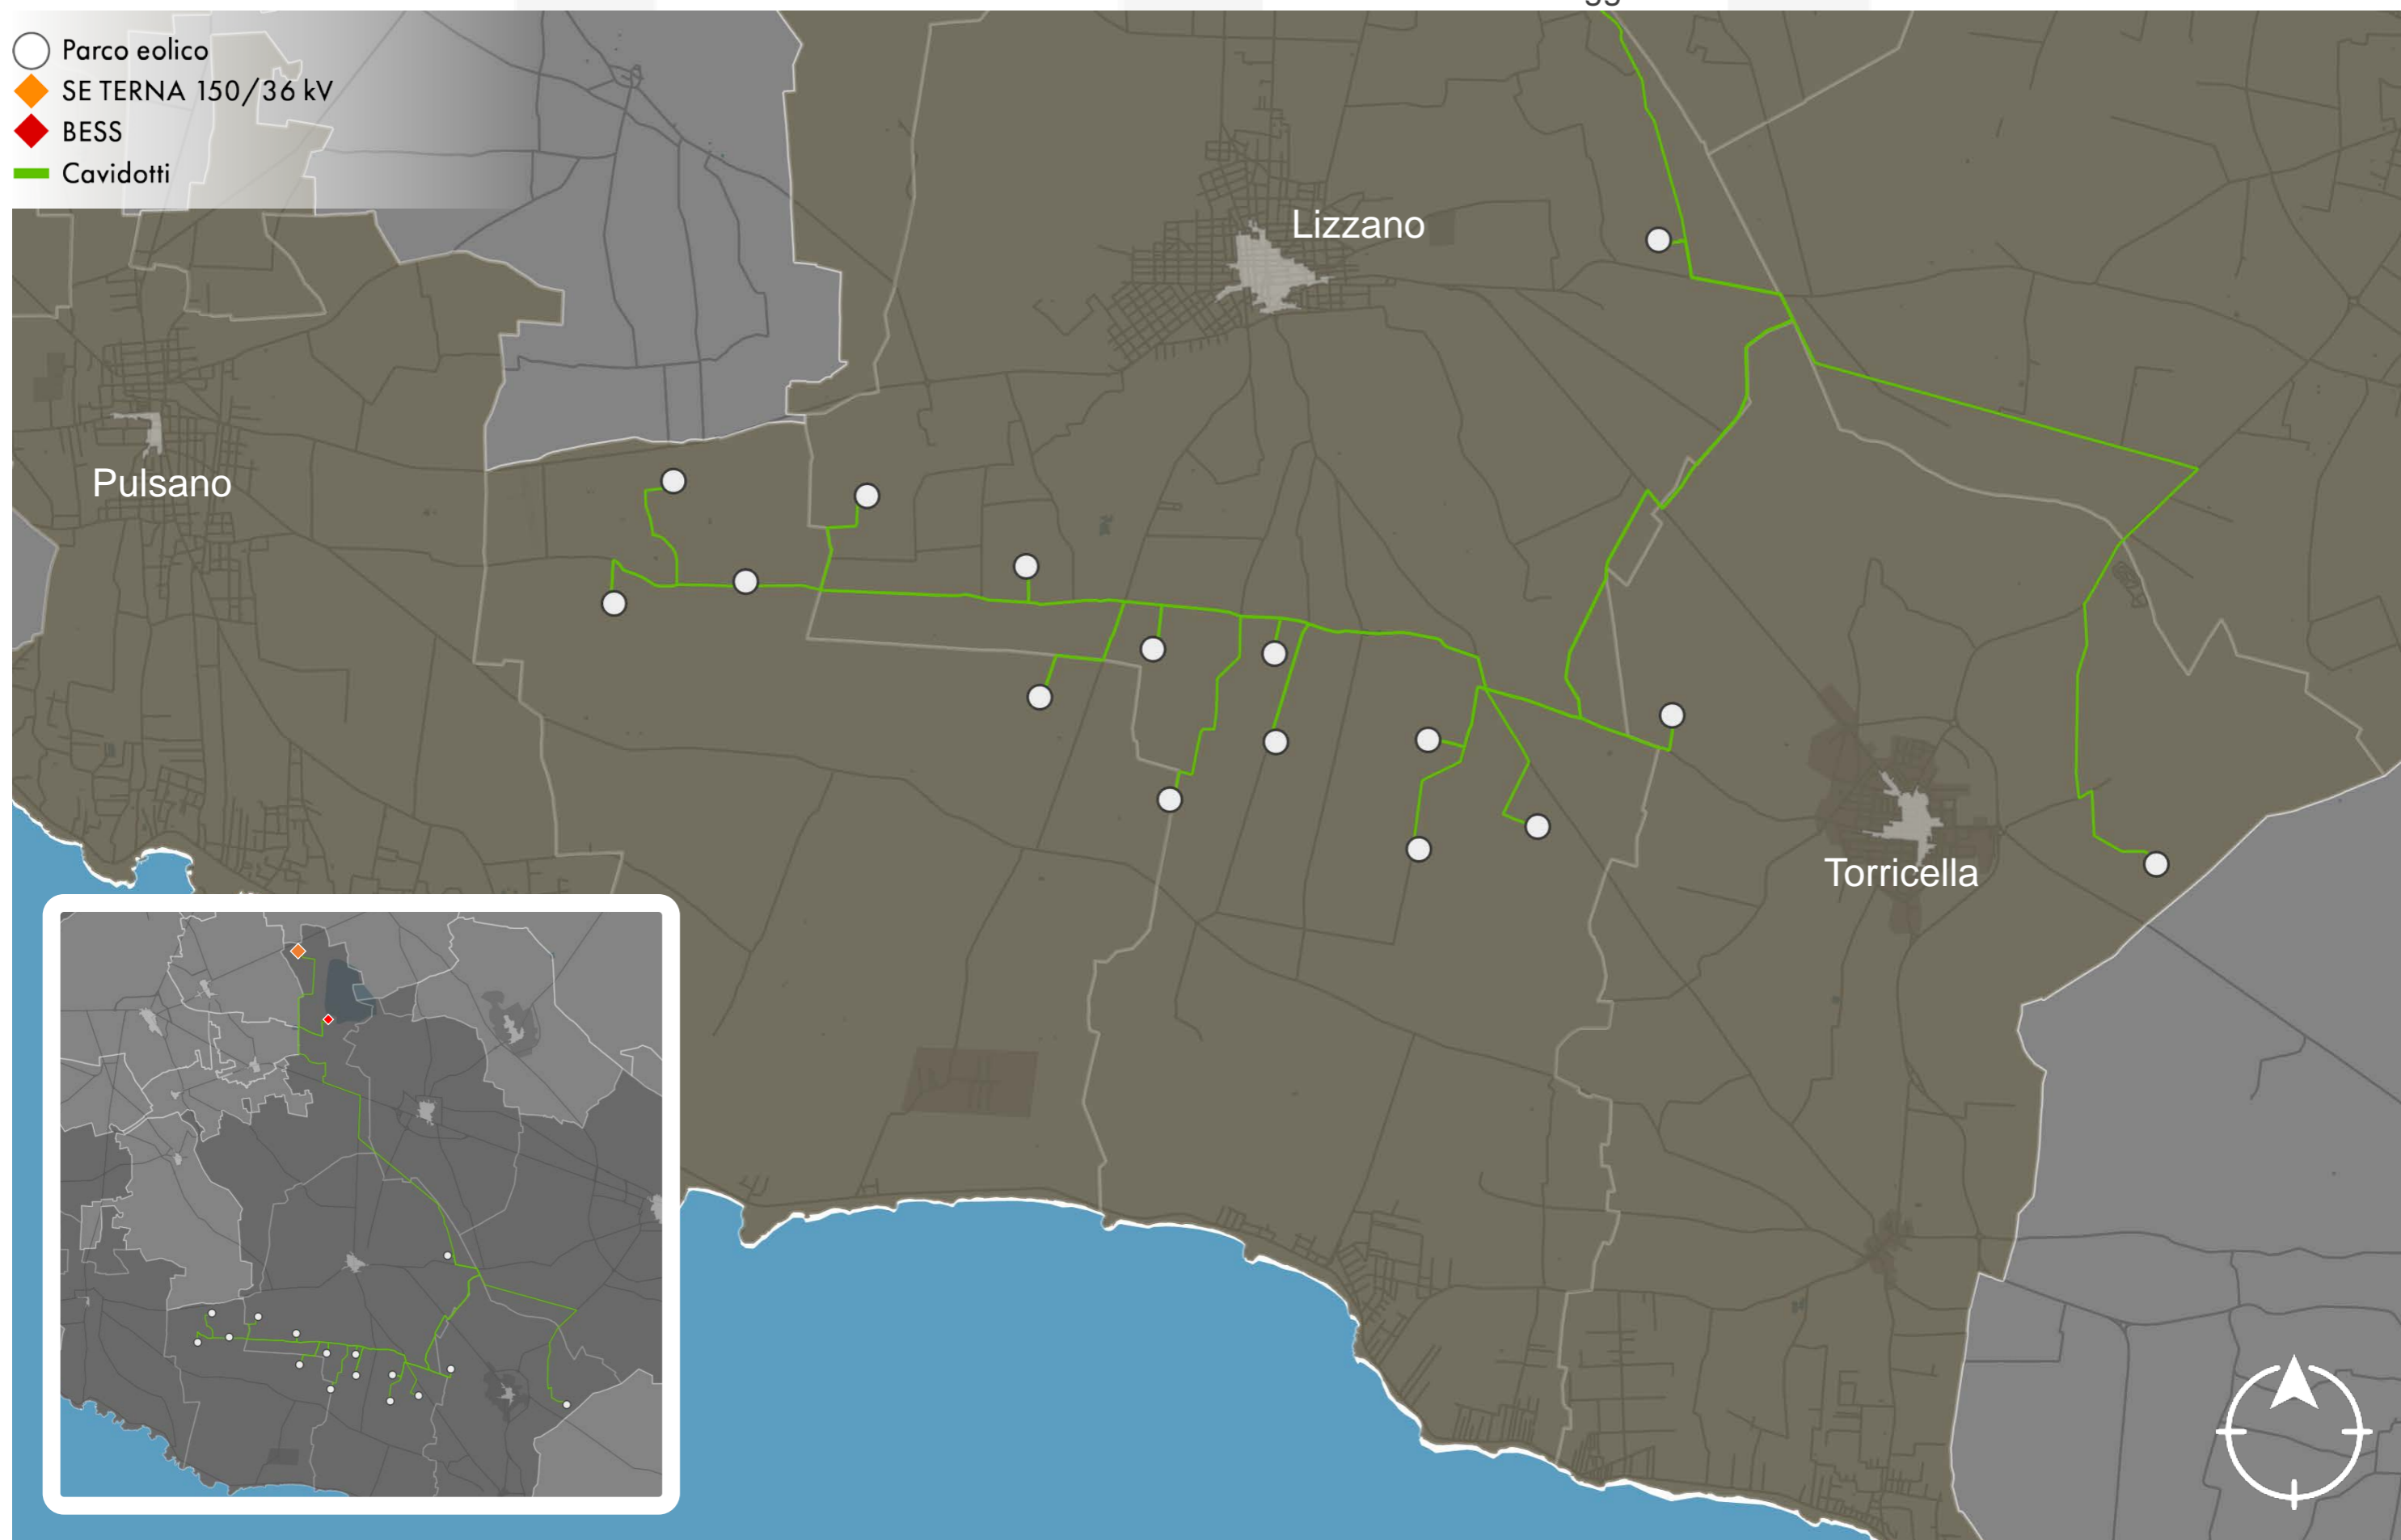 Parco eolico
SE TERNA 150/36 kV
BESS
Cavidotti
Lizzano
Pulsano
Torricella